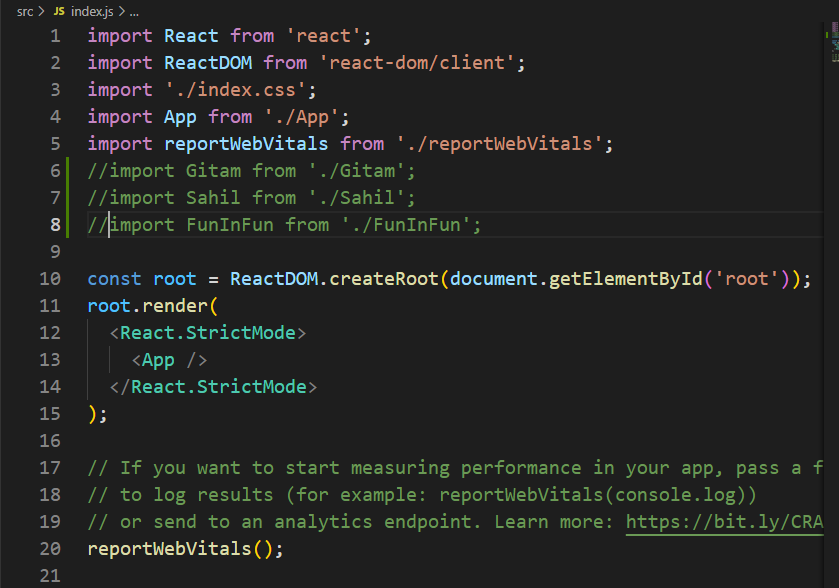 src > JS index.js > ...
1 import React from 'react';
2 import ReactDOM from 'react-dom/client';
3 import './index.css';
4 import App from './App';
5 import reportWebVitals from './reportWebVitals';
6 //import Gitam from './Gitam';
7 //import Sahil from './Sahil';
8 //import FunInFun from './FunInFun';
9
10 const root = ReactDOM.createRoot(document.getElementById('root'));
11 root.render(
12   <React.StrictMode>
13     <App />
14   </React.StrictMode>
15 );
16
17 // If you want to start measuring performance in your app, pass a f
18 // to log results (for example: reportWebVitals(console.log))
19 // or send to an analytics endpoint. Learn more: https://bit.ly/CRA
20 reportWebVitals();
21